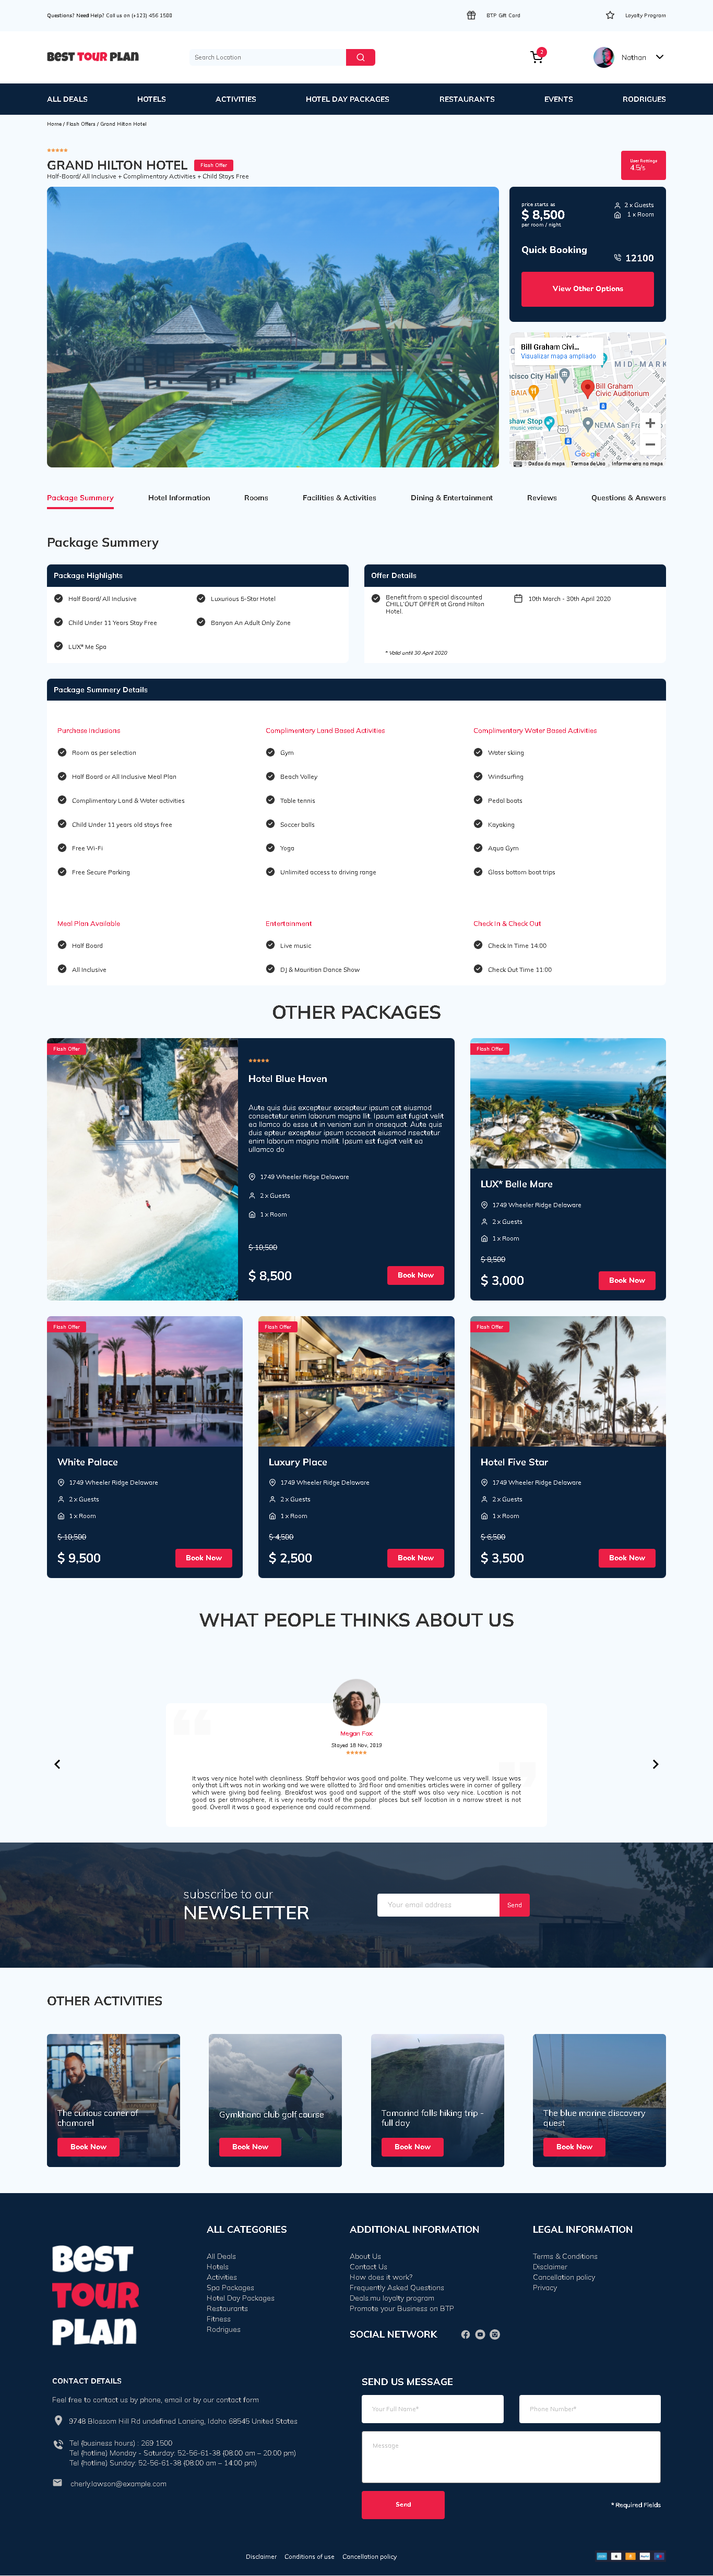 Questions? Need Help? Call us on (+123) 456 1588
BTP Gift Card
Loyalty Program
BEST TOUR PLAN
Search Location
2
Nathan
ALL DEALS
HOTELS
ACTIVITIES
HOTEL DAY PACKAGES
RESTAURANTS
EVENTS
RODRIGUES
Home / Flash Offers / Grand Hilton Hotel
GRAND HILTON HOTEL
Flash Offer
Half-Board/ All Inclusive + Complimentary Activities + Child Stays Free
User Ratings
4.5/5
price starts as
$ 8,500
per room / night
2 x Guests
1 x Room
Quick Booking
12100
View Other Options
Bill Graham Civi...
Visualizar mapa ampliado
MID-MARK
ncisco City Hall
BAIA
Bill Graham
Civic Auditorium
Hayes St
shaw Stop
music venue
NEMA San
Google
Dados do mapa
Termos de Uso
Informar erro no mapa
Package Summery
Hotel Information
Rooms
Facilities & Activities
Dining & Entertainment
Reviews
Questions & Answers
Package Summery
Package Highlights
Half Board/ All Inclusive
Luxurious 5-Star Hotel
Child Under 11 Years Stay Free
Banyan An Adult Only Zone
LUX* Me Spa
Offer Details
Benefit from a special discounted
CHILL'OUT OFFER at Grand Hilton
Hotel.
10th March - 30th April 2020
* Valid until 30 April 2020
Package Summery Details
Purchase Inclusions
Room as per selection
Half Board or All Inclusive Meal Plan
Complimentary Land & Water activities
Child Under 11 years old stays free
Free Wi-Fi
Free Secure Parking
Complimentary Land Based Activities
Gym
Beach Volley
Table tennis
Soccer balls
Yoga
Unlimited access to driving range
Complimentary Water Based Activities
Water skiing
Windsurfing
Pedal boats
Kayaking
Aqua Gym
Glass bottom boat trips
Meal Plan Available
Half Board
All Inclusive
Entertainment
Live music
DJ & Mauritian Dance Show
Check In & Check Out
Check In Time 14:00
Check Out Time 11:00
OTHER PACKAGES
Flash Offer
Hotel Blue Haven
Aute quis duis excepteur excepteur ipsum cat eiusmod
consectetur enim laborum magna llit. Ipsum est fugiat velit
ea llamco do esse ut in veniam sun in onsequat. Aute quis
duis epteur excepteur ipsum occaecat eiusmod nsectetur
enim laborum magna mollit. Ipsum est fugiat velit ea
ullamco do
1749 Wheeler Ridge Delaware
2 x Guests
1 x Room
$ 10,500
$ 8,500
Book Now
Flash Offer
LUX* Belle Mare
1749 Wheeler Ridge Delaware
2 x Guests
1 x Room
$ 8,500
$ 3,000
Book Now
Flash Offer
White Palace
1749 Wheeler Ridge Delaware
2 x Guests
1 x Room
$ 10,500
$ 9,500
Book Now
Flash Offer
Luxury Place
1749 Wheeler Ridge Delaware
2 x Guests
1 x Room
$ 4,500
$ 2,500
Book Now
Flash Offer
Hotel Five Star
1749 Wheeler Ridge Delaware
2 x Guests
1 x Room
$ 6,500
$ 3,500
Book Now
WHAT PEOPLE THINKS ABOUT US
Megan Fox
Stayed 18 Nov, 2019
It was very nice hotel with cleanliness. Staff behavior was good and polite. They welcome us very well. Issue was
only that Lift was not in working and we were allotted to 3rd floor and amenities articles were in corner of gallery
which were giving bad feeling. Breakfast was good and support of the staff was also very nice. Location is not
good as per atmosphere, it is very nearby most of the popular places but self location in a narrow street is not
good. Overall it was a good experience and could recommend.
subscribe to our
NEWSLETTER
Your email address
Send
OTHER ACTIVITIES
The curious corner of
chamarel
Book Now
Gymkhana club golf course
Book Now
Tamarind falls hiking trip -
full day
Book Now
The blue marine discovery
quest
Book Now
BEST
TOUR
PLAN
ALL CATEGORIES
All Deals
Hotels
Activities
Spa Packages
Hotel Day Packages
Restaurants
Fitness
Rodrigues
ADDITIONAL INFORMATION
About Us
Contact Us
How does it work?
Frequently Asked Questions
Deals.mu loyalty program
Promote your Business on BTP
SOCIAL NETWORK
LEGAL INFORMATION
Terms & Conditions
Disclaimer
Cancellation policy
Privacy
CONTACT DETAILS
Feel free to contact us by phone, email or by our contact form
9748 Blossom Hill Rd undefined Lansing, Idaho 68545 United States
Tel (business hours) : 269 1500
Tel (hotline) Monday - Saturday: 52-56-61-38 (08:00 am – 20:00 pm)
Tel (hotline) Sunday: 52-56-61-38 (08:00 am – 14:00 pm)
cherly.lawson@example.com
SEND US MESSAGE
Your Full Name*
Phone Number*
Message
Send
* Required Fields
Disclaimer
Conditions of use
Cancellation policy